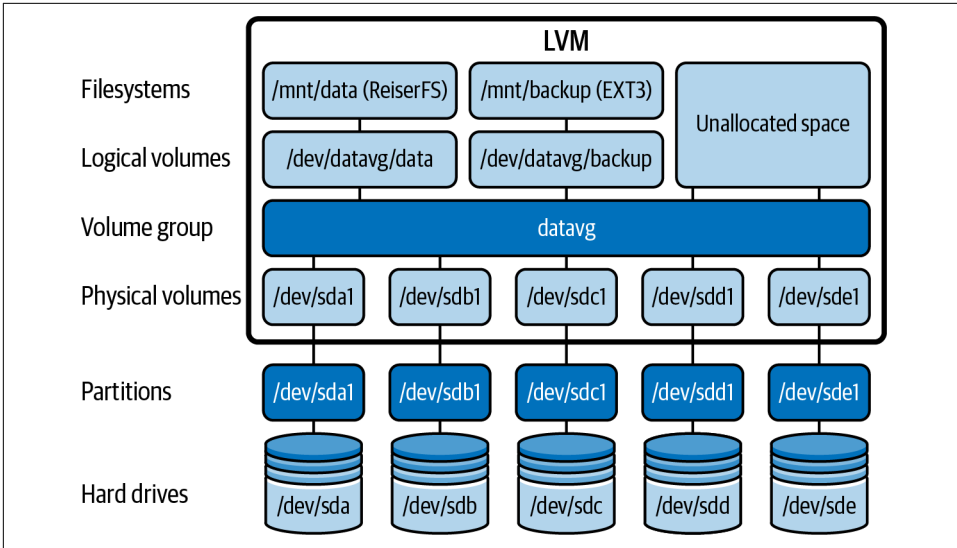 LVM
Filesystems /mnt/data (ReiserFS) /mnt/backup (EXT3) Unallocated space
Logical volumes /dev/datavg/data /dev/datavg/backup
Volume group datavg
Physical volumes /dev/sda1 /dev/sdb1 /dev/sdc1 /dev/sdd1 /dev/sde1
Partitions /dev/sda1 /dev/sdb1 /dev/sdc1 /dev/sdd1 /dev/sde1
Hard drives /dev/sda /dev/sdb /dev/sdc /dev/sdd /dev/sde